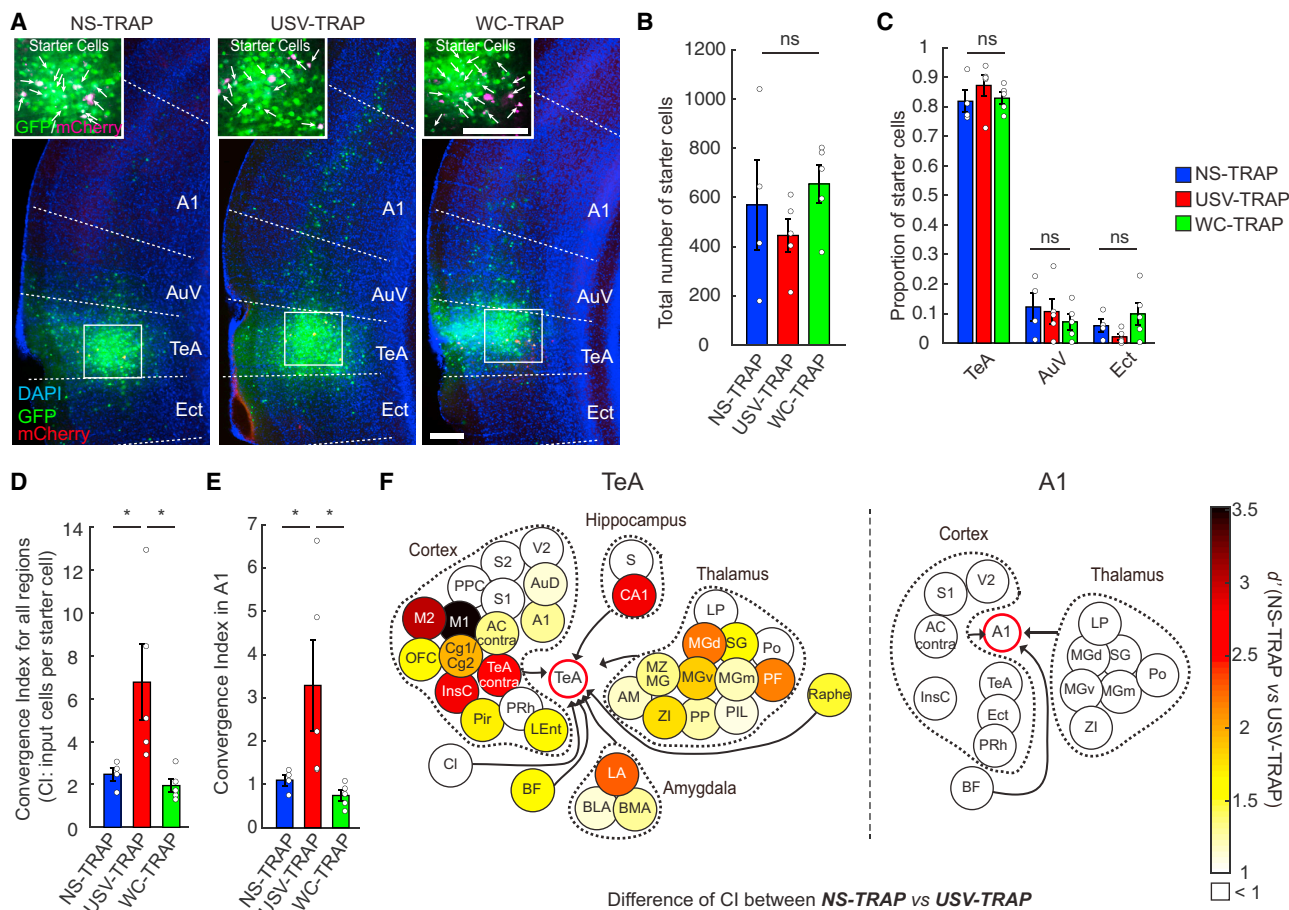 A
NS-TRAP
USV-TRAP
WC-TRAP
Starter Cells
GFP/mCherry
Starter Cells
Starter Cells
A1
AuV
TeA
Ect
DAPI
GFP
mCherry
A1
AuV
TeA
Ect
A1
AuV
TeA
Ect
B
ns
Total number of starter cells
1200
1000
800
600
400
200
0
NS-TRAP
USV-TRAP
WC-TRAP
C
ns
ns
ns
Proportion of starter cells
1
0.9
0.8
0.7
0.6
0.5
0.4
0.3
0.2
0.1
0
TeA
AuV
Ect
NS-TRAP
USV-TRAP
WC-TRAP
D
* *
Convergence Index for all regions
(CI: input cells per starter cell)
14
12
10
8
6
4
2
0
NS-TRAP
USV-TRAP
WC-TRAP
E
* *
Convergence Index in A1
7
6
5
4
3
2
1
0
NS-TRAP
USV-TRAP
WC-TRAP
F
TeA
Cortex
V2
S2
PPC
AuD
S1
M2
M1
AC
contra
A1
OFC
Cg1/
Cg2
TeA
contra
InsC
PRh
Pir
LEnt
CI
BF
TeA
Hippocampus
S
CA1
Thalamus
LP
MGd
SG
Po
MZ
MG
MGv
MGm
PF
AM
ZI
PP
PIL
Raphe
Amygdala
LA
BLA
BMA
A1
Cortex
V2
S1
AC
contra
A1
InsC
TeA
Ect
PRh
BF
Thalamus
LP
MGd
SG
Po
MGv
MGm
ZI
3.5
3
2.5
2
1.5
1
< 1
d' (NS-TRAP vs USV-TRAP)
Difference of CI between NS-TRAP vs USV-TRAP